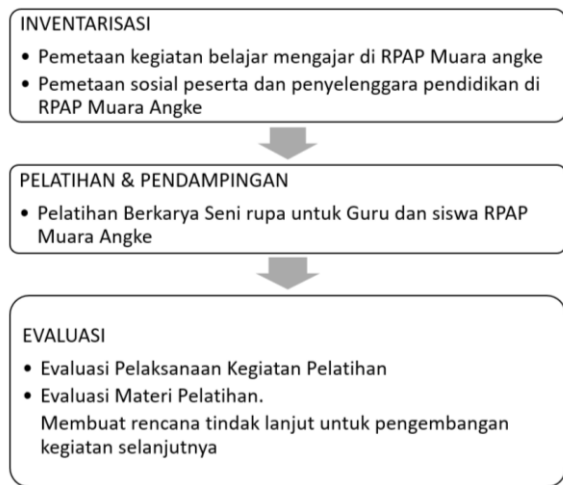 INVENTARISASI
• Pemetaan kegiatan belajar mengajar di RPAP Muara angke
• Pemetaan sosial peserta dan penyelenggara pendidikan di
RPAP Muara Angke
PELATIHAN & PENDAMPINGAN
• Pelatihan Berkarya Seni rupa untuk Guru dan siswa RPAP
Muara Angke
EVALUASI
• Evaluasi Pelaksanaan Kegiatan Pelatihan
• Evaluasi Materi Pelatihan.
Membuat rencana tindak lanjut untuk pengembangan
kegiatan selanjutnya